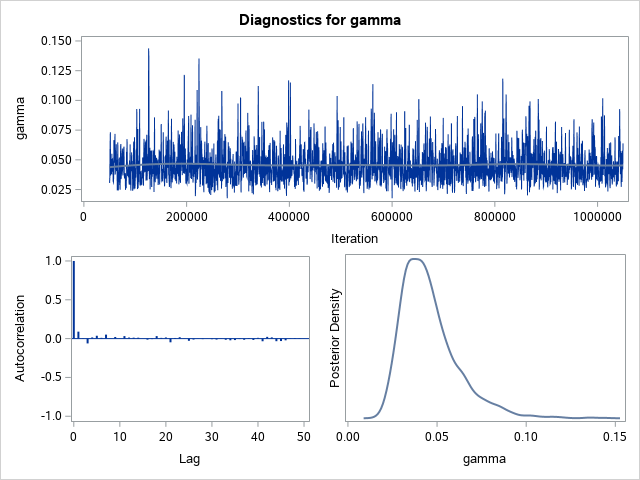 Diagnostics for gamma
0.150
0.125
0.100
0.075
0.050
0.025
gamma
0 200000 400000 600000 800000 1000000
Iteration
1.0
0.5
0.0
-0.5
-1.0
Autocorrelation
0 10 20 30 40 50
Lag
Posterior Density
0.00 0.05 0.10 0.15
gamma